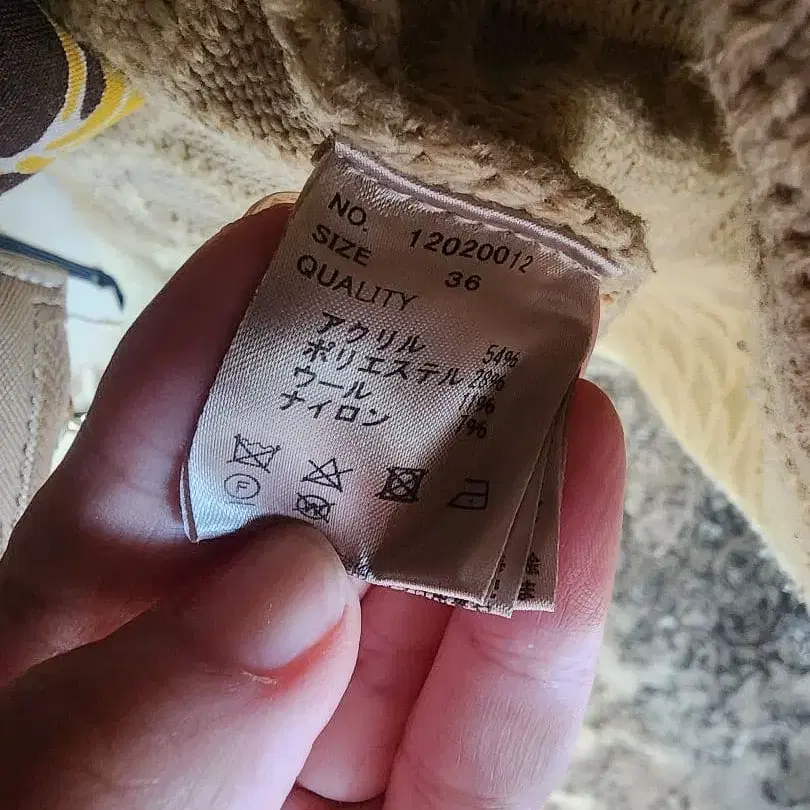 NO. 12020012
SIZE 36
QUALITY
アクリル 54%
ポリエステル 28%
ウール 11%
ナイロン 7%
F
W